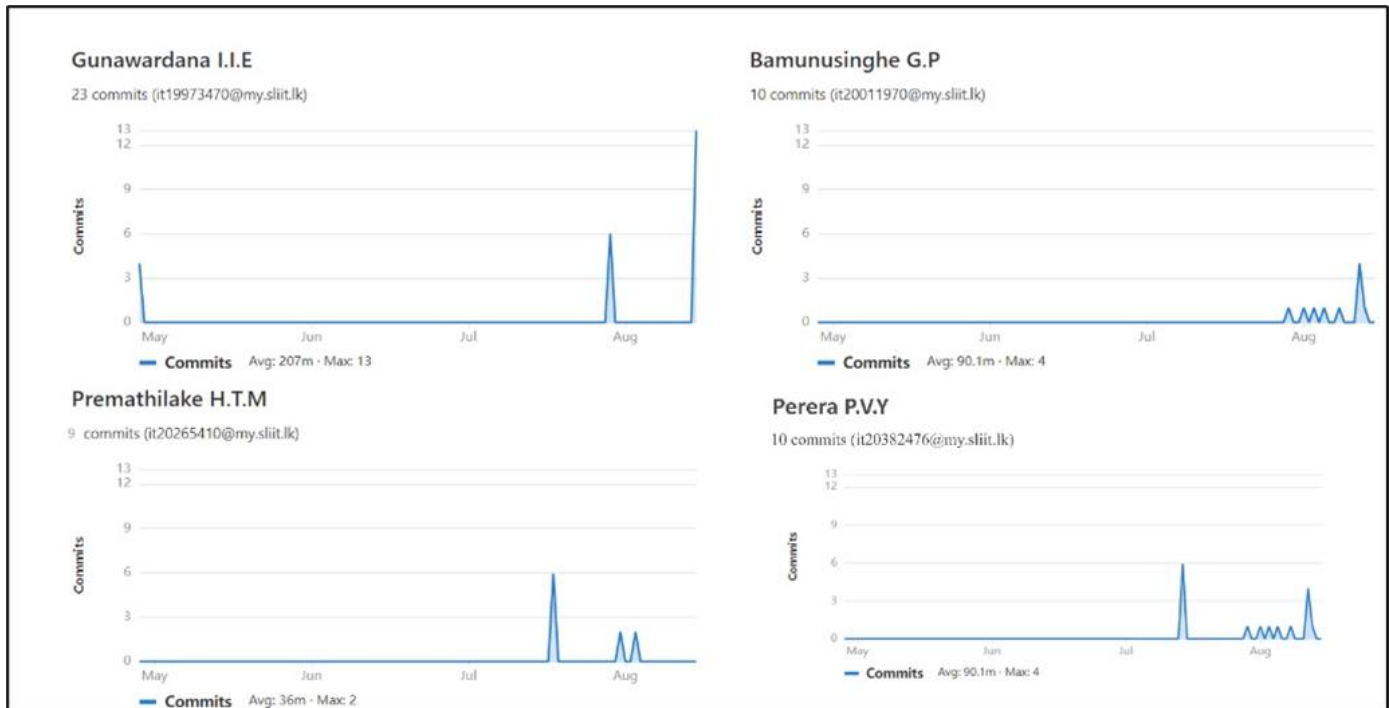 Gunawardana I.I.E
23 commits (it19973470@my.sliit.lk)
13
12
9
6
3
0
Commits
May Jun Jul Aug
Commits Avg: 207m · Max: 13
Bamunusinghe G.P
10 commits (it20011970@my.sliit.lk)
13
12
9
6
3
0
Commits
May Jun Jul Aug
Commits Avg: 90.1m · Max: 4
Premathilake H.T.M
9 commits (it20265410@my.sliit.lk)
13
12
9
6
3
0
Commits
May Jun Jul Aug
Commits Avg: 36m · Max: 2
Perera P.V.Y
10 commits (it20382476@my.sliit.lk)
13
12
9
6
3
0
Commits
May Jun Jul Aug
Commits Avg: 90.1m · Max: 4